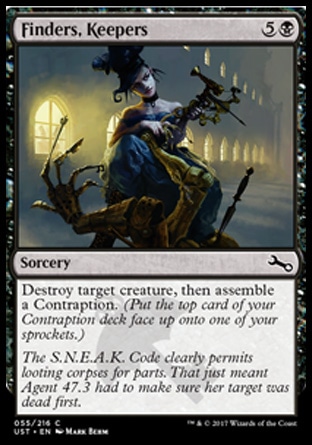 Finders, Keepers 5
Sorcery
Destroy target creature, then assemble
a Contraption. (Put the top card of your
Contraption deck face up onto one of your
sprockets.)
The S.N.E.A.K. Code clearly permits
looting corpses for parts. That just meant
Agent 47.3 had to make sure her target was
dead first.
055/216 C
UST • EN Mark Behm
™ & © 2017 Wizards of the Coast